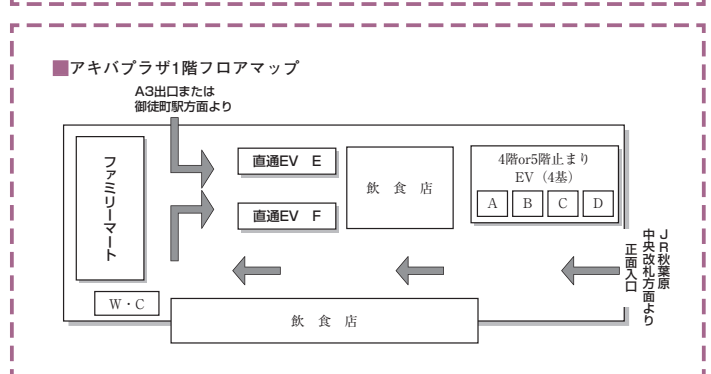 ■アキバプラザ1階フロアマップ
A3出口または
御徒町駅方面より
ファミリーマート
直通EV E
直通EV F
飲 食 店
4階or5階止まり
EV(4基)
A B C D
JR秋葉原
中央改札方面より
正面入口
W・C
飲 食 店